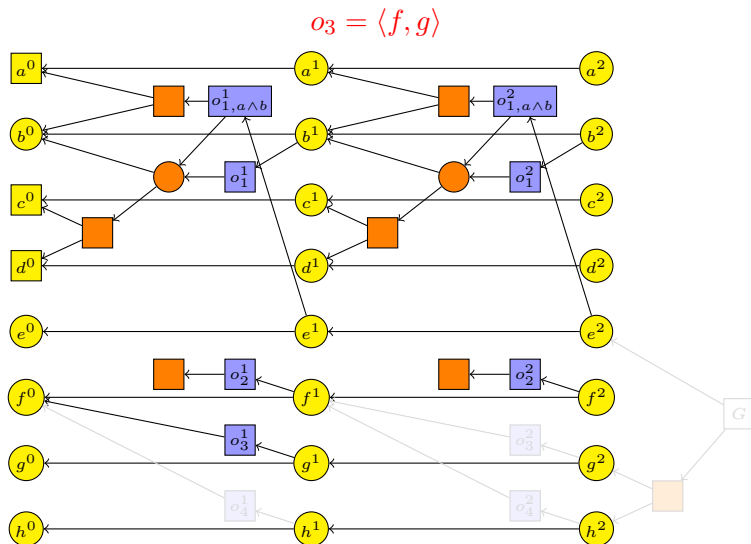 o₃ = ⟨f, g⟩
a⁰ a¹ a²
o¹₁,a∧b o²₁,a∧b
b⁰ b¹ b²
o¹₁ o²₁
c⁰ c¹ c²
d⁰ d¹ d²
e⁰ e¹ e²
o¹₂ o²₂
f⁰ f¹ f²
G
o¹₃ o²₃
g⁰ g¹ g²
o¹₄ o²₄
h⁰ h¹ h²